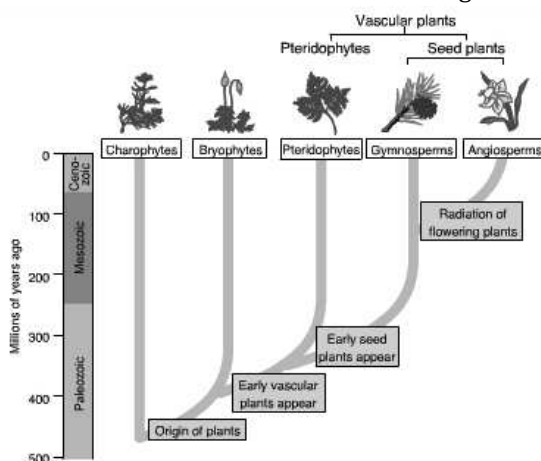 Vascular plants
Pteridophytes Seed plants
Charophytes Bryophytes Pteridophytes Gymnosperms Angiosperms
Millions of years ago
0
100
200
300
400
500
Ceno-
zoic
Mesozoic
Paleozoic
Radiation of
flowering plants
Early seed
plants appear
Early vascular
plants appear
Origin of plants